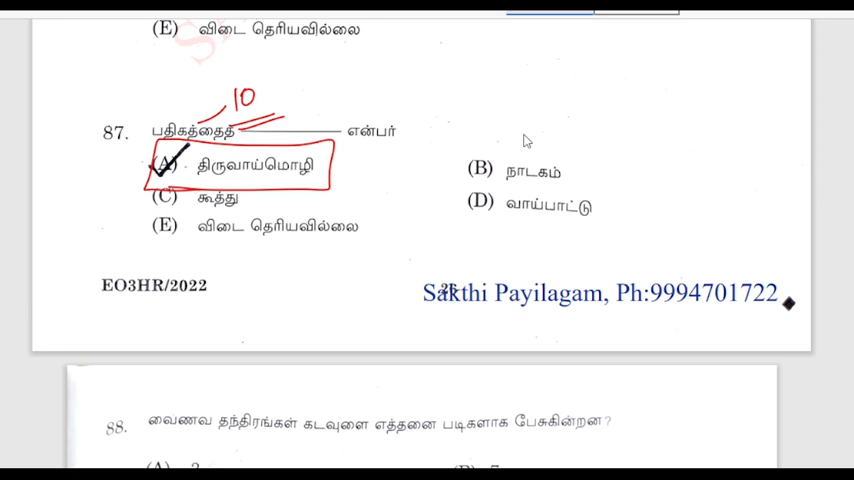 (E) விடை தெரியவில்லை
10
87. பதிகத்தைத் ____________ என்பர்
(A) திருவாய்மொழி (B) நாடகம்
(C) கூத்து (D) வாய்பாட்டு
(E) விடை தெரியவில்லை
EO3HR/2022
Sakthi Payilagam, Ph:9994701722
88. வைணவ தந்திரங்கள் கடவுளை எத்தனை படிகளாக பேசுகின்றன?